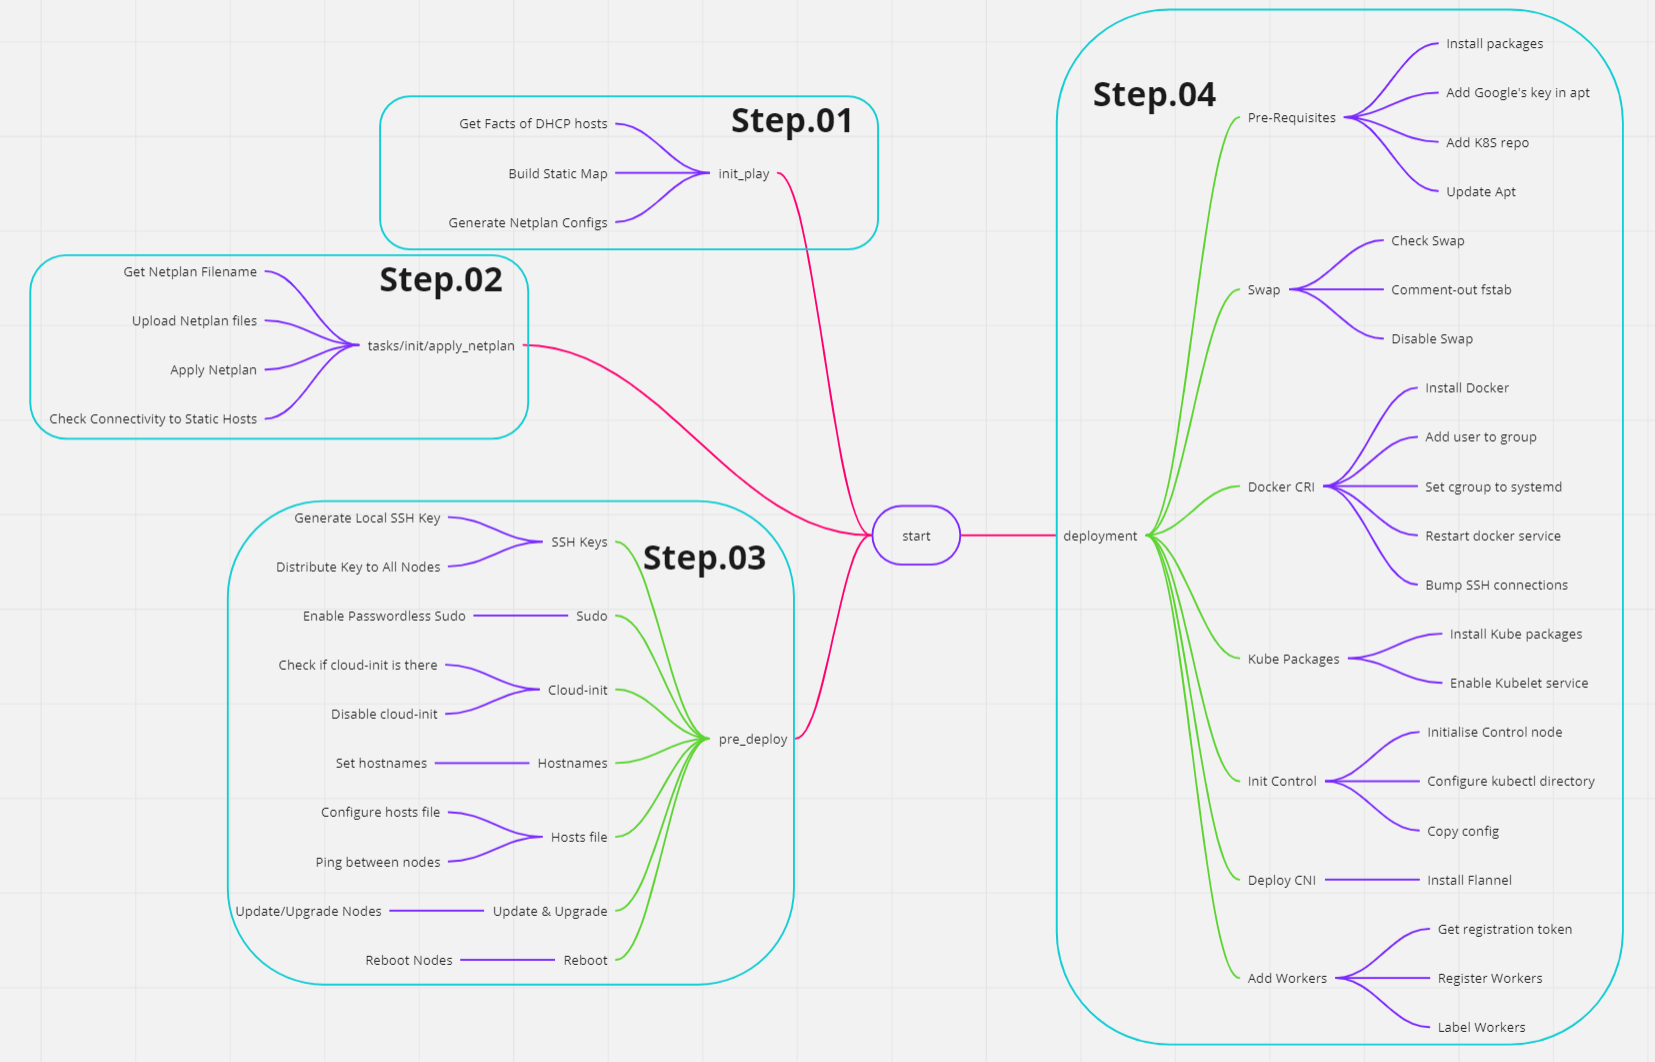 Step.01
Get Facts of DHCP hosts
Build Static Map
Generate Netplan Configs
init_play
Step.02
Get Netplan Filename
Upload Netplan files
Apply Netplan
Check Connectivity to Static Hosts
tasks/init/apply_netplan
Step.03
Generate Local SSH Key
Distribute Key to All Nodes
SSH Keys
Enable Passwordless Sudo
Sudo
Check if cloud-init is there
Disable cloud-init
Cloud-init
Set hostnames
Hostnames
Configure hosts file
Ping between nodes
Hosts file
Update/Upgrade Nodes
Update & Upgrade
Reboot Nodes
Reboot
pre_deploy
start
Step.04
deployment
Pre-Requisites
Install packages
Add Google's key in apt
Add K8S repo
Update Apt
Swap
Check Swap
Comment-out fstab
Disable Swap
Docker CRI
Install Docker
Add user to group
Set cgroup to systemd
Restart docker service
Bump SSH connections
Kube Packages
Install Kube packages
Enable Kubelet service
Init Control
Initialise Control node
Configure kubectl directory
Copy config
Deploy CNI
Install Flannel
Add Workers
Get registration token
Register Workers
Label Workers